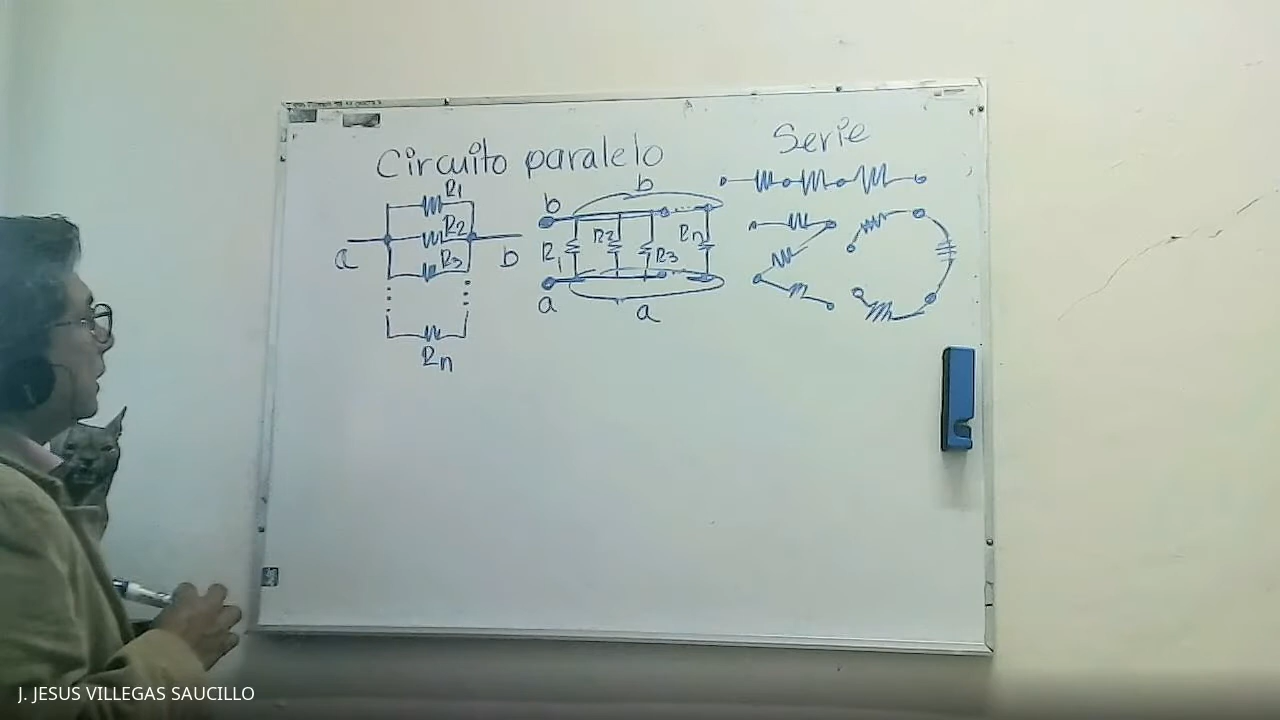 Circuito paralelo
R1
R2
R3
Rn
a
b
b
b
R1
R2
R3
Rn
a
a
Serie
J. JESUS VILLEGAS SAUCILLO